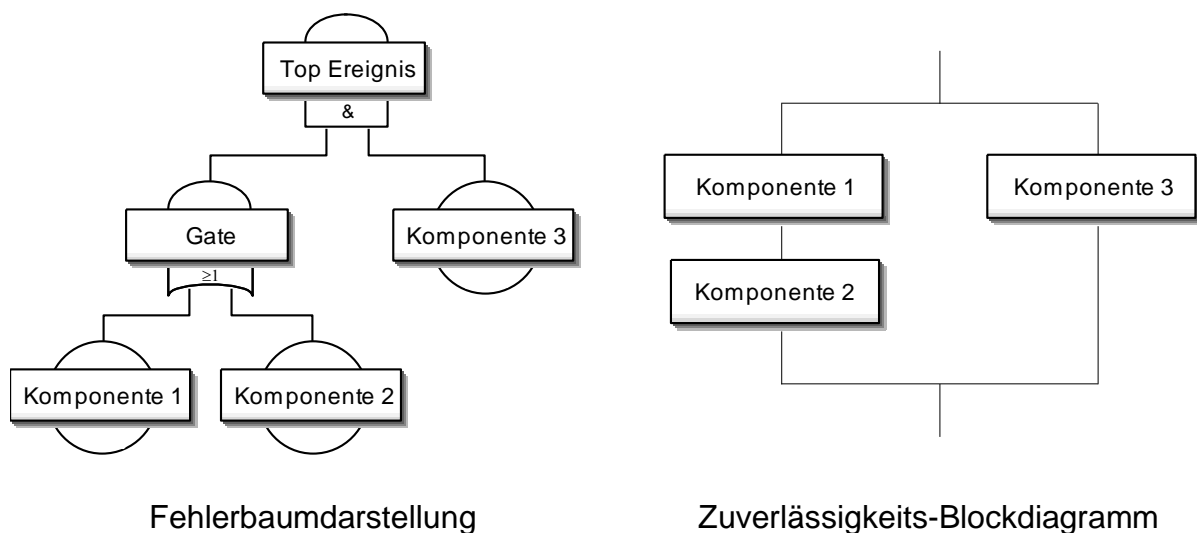 Top Ereignis
&
Gate
Komponente 3
≥1
Komponente 1
Komponente 2
Fehlerbaumdarstellung
Komponente 1
Komponente 3
Komponente 2
Zuverlässigkeits-Blockdiagramm